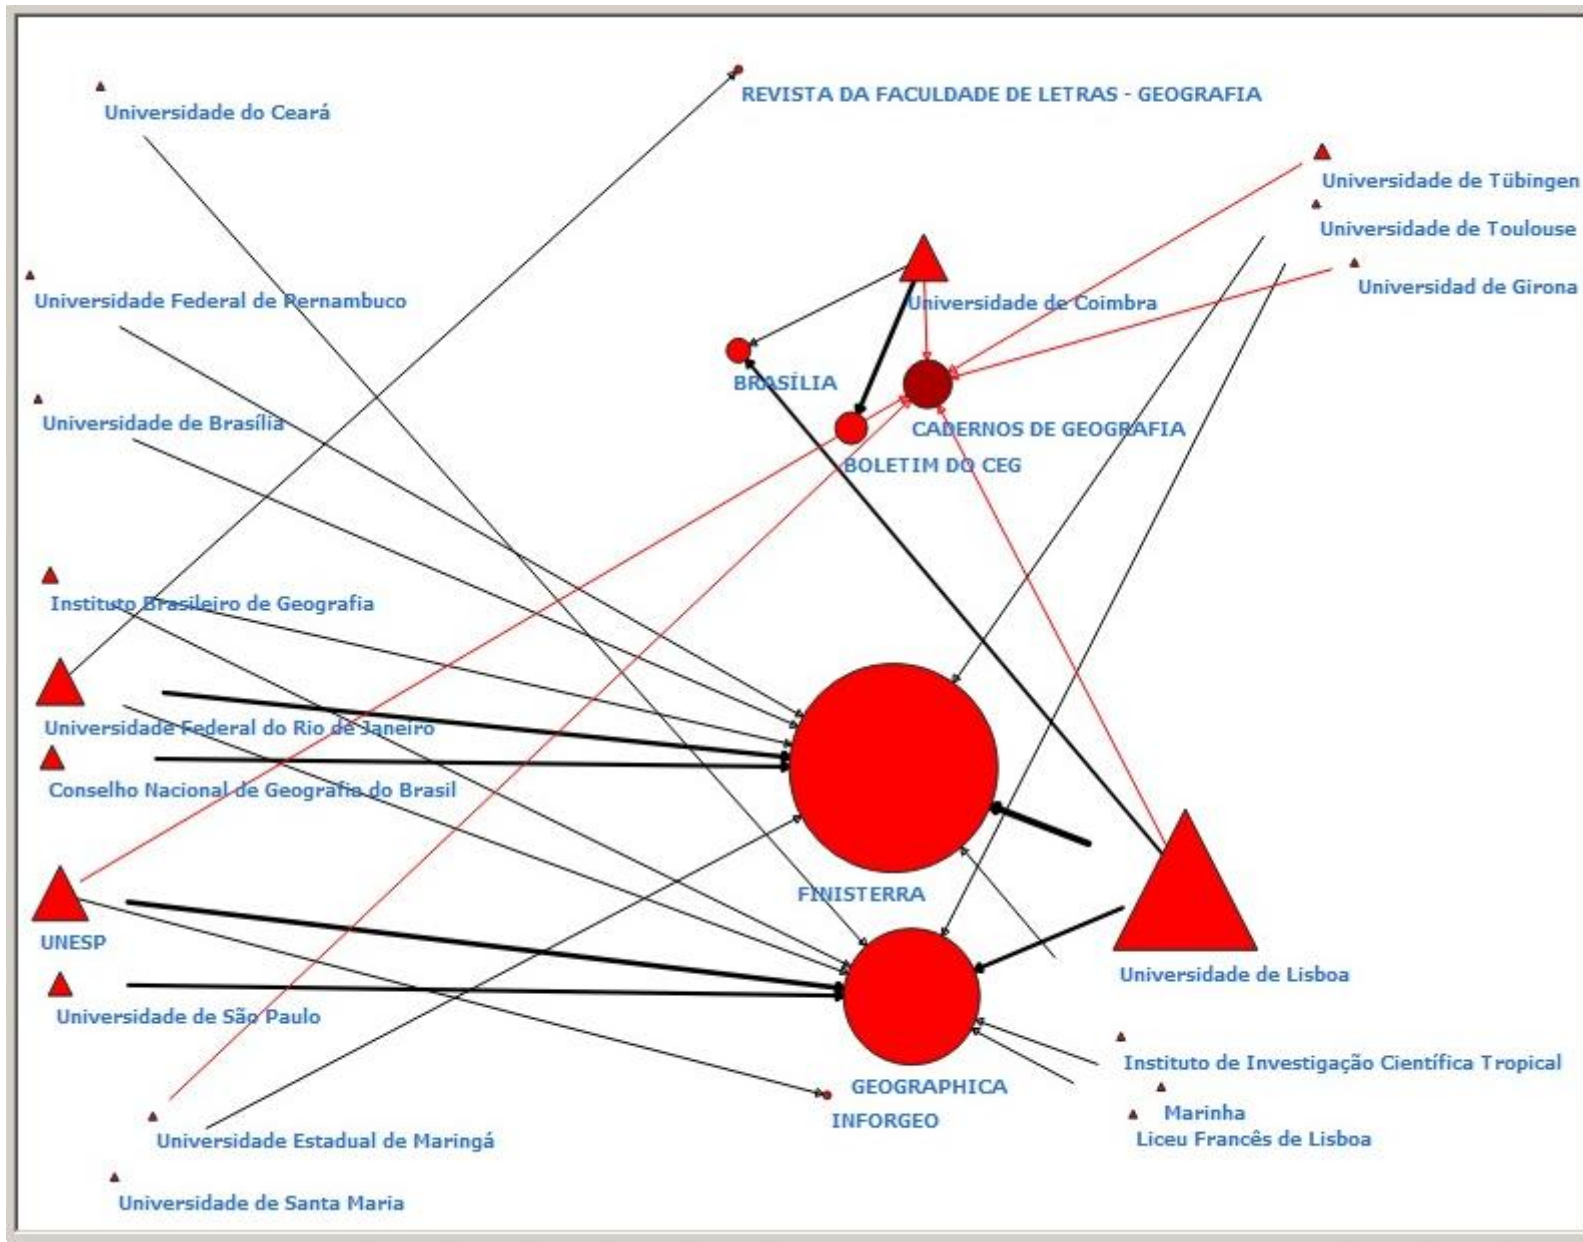 Universidade do Ceará
REVISTA DA FACULDADE DE LETRAS - GEOGRAFIA
Universidade de Tübingen
Universidade de Toulouse
Universidad de Girona
Universidade Federal de Pernambuco
Universidade de Coimbra
BRASÍLIA
Universidade de Brasília
CADERNOS DE GEOGRAFIA
BOLETIM DO CEG
Instituto Brasileiro de Geografia
Universidade Federal do Rio de Janeiro
Conselho Nacional de Geografia do Brasil
FINISTERRA
UNESP
Universidade de Lisboa
Universidade de São Paulo
Instituto de Investigação Científica Tropical
GEOGRAPHICA
Marinha
INFORGEO
Liceu Francês de Lisboa
Universidade Estadual de Maringá
Universidade de Santa Maria